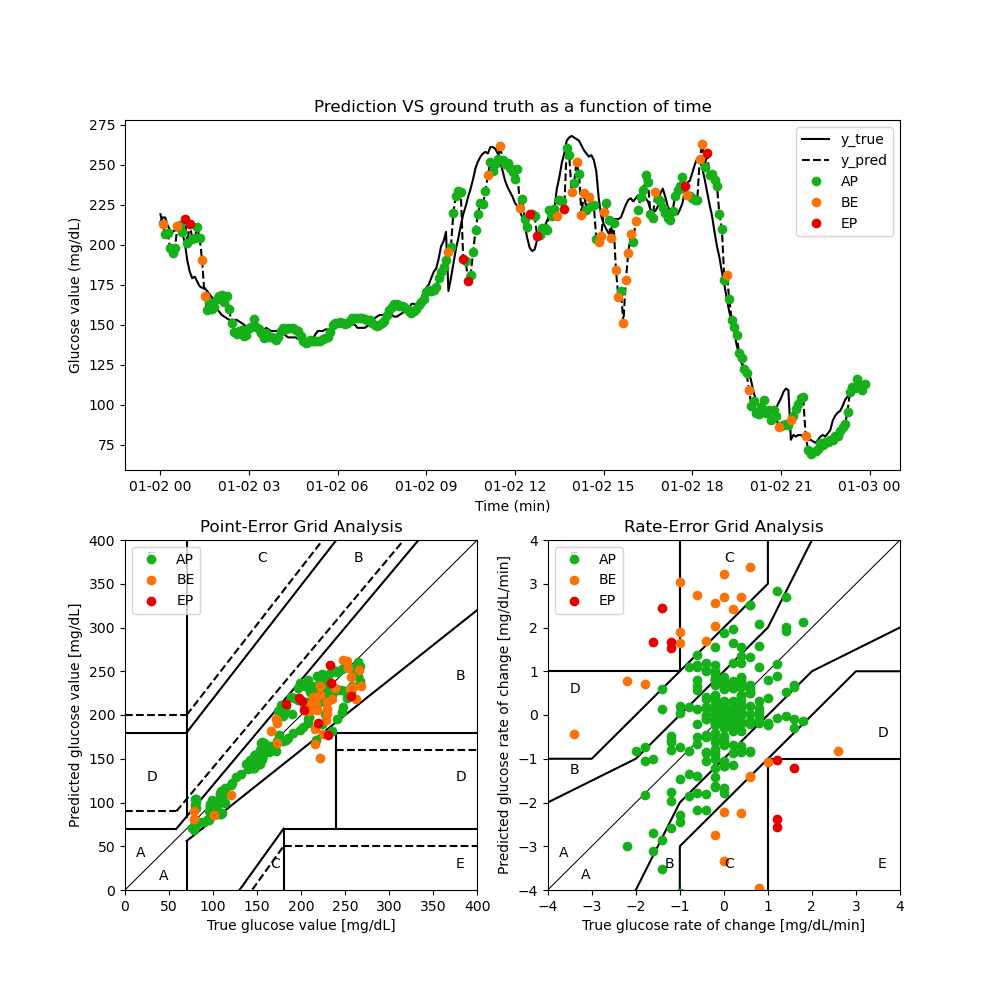 Prediction VS ground truth as a function of time
275
250
225
200
175
150
125
100
75
Glucose value (mg/dL)
y_true
y_pred
AP
BE
EP
01-02 00 01-02 03 01-02 06 01-02 09 01-02 12 01-02 15 01-02 18 01-02 21 01-03 00
Time (min)
Point-Error Grid Analysis
400
350
300
250
200
150
100
50
0
Predicted glucose value [mg/dL]
AP
BE
EP
C B
B
D D
A
A
C E
0 50 100 150 200 250 300 350 400
True glucose value [mg/dL]
Rate-Error Grid Analysis
4
3
2
1
0
−1
−2
−3
−4
Predicted glucose rate of change [mg/dL/min]
AP
BE
EP
C
D
D
B
A
A
B C E
−4 −3 −2 −1 0 1 2 3 4
True glucose rate of change [mg/dL/min]